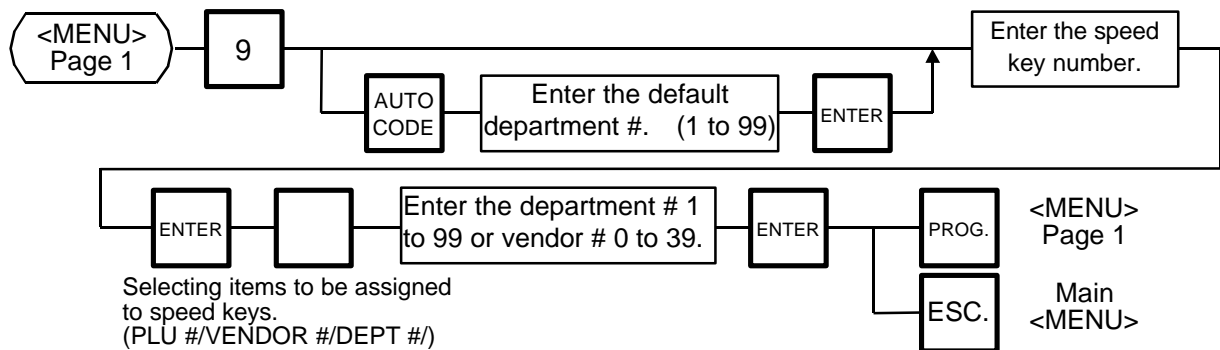 <MENU>
Page 1
9
AUTO
CODE
Enter the default
department #. (1 to 99)
ENTER
Enter the speed
key number.
ENTER
Enter the department # 1
to 99 or vendor # 0 to 39.
ENTER
PROG.
<MENU>
Page 1
Selecting items to be assigned
to speed keys.
(PLU #/VENDOR #/DEPT #/)
ESC.
Main
<MENU>